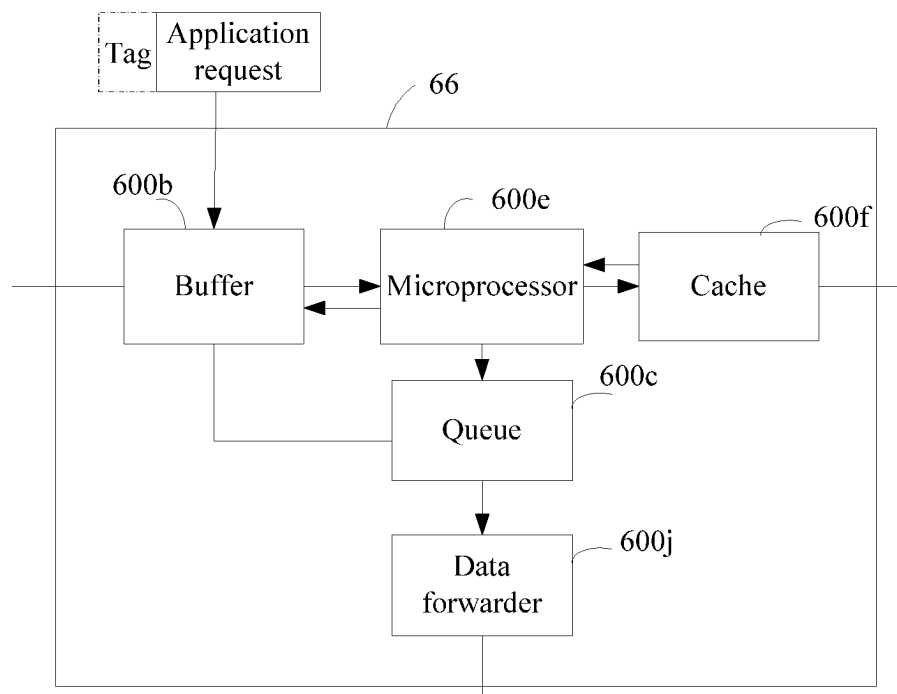 Tag
Application
request
66
600b
600e
600f
Buffer
Microprocessor
Cache
600c
Queue
600j
Data
forwarder